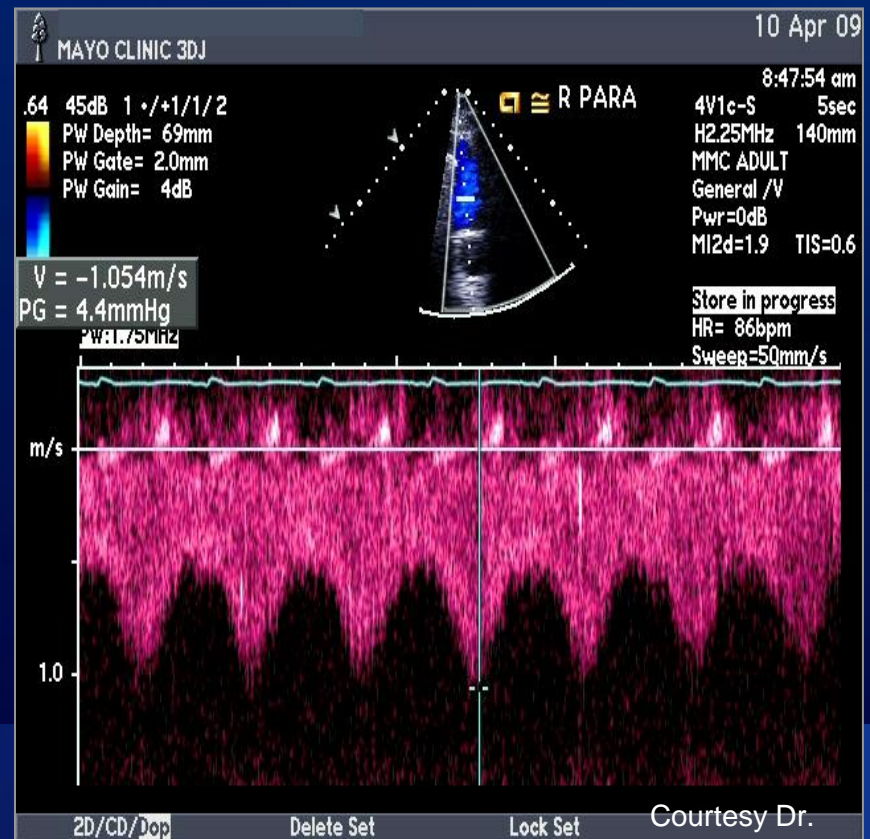 10 Apr 09
MAYO CLINIC 3DJ
8:47:54 am
.64 45dB 1 •/+1/1/2
PW Depth= 69mm
PW Gate= 2.0mm
PW Gain= 4dB
R PARA
4V1c-S 5sec
H2.25MHz 140mm
MMC ADULT
General /V
Pwr=0dB
MI2d=1.9 TIS=0.6
V = -1.054m/s
PG = 4.4mmHg
PW:1.75MHz
Store in progress
HR= 86bpm
Sweep=50mm/s
m/s
1.0
2D/CD/Dop Delete Set Lock Set
Courtesy Dr.